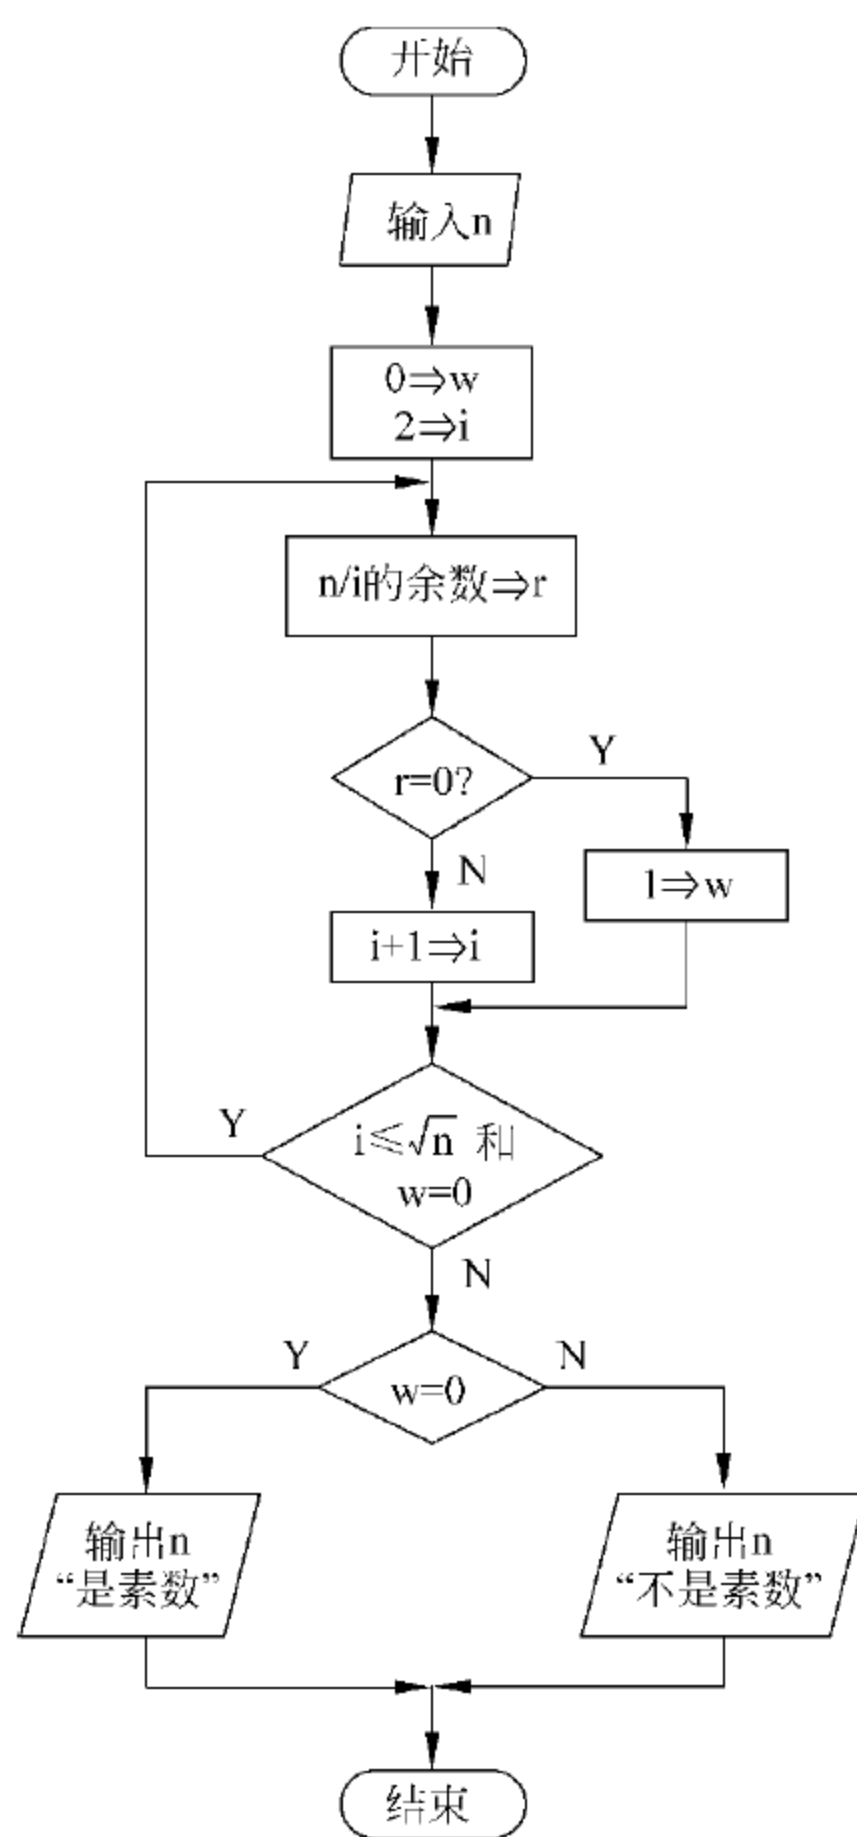 开始
输入n
0⇒w
2⇒i
n/i的余数⇒r
r=0?
Y
N
1⇒w
i+1⇒i
Y
i≤√n 和
w=0
N
Y
w=0
N
输出n
“是素数”
输出n
“不是素数”
结束